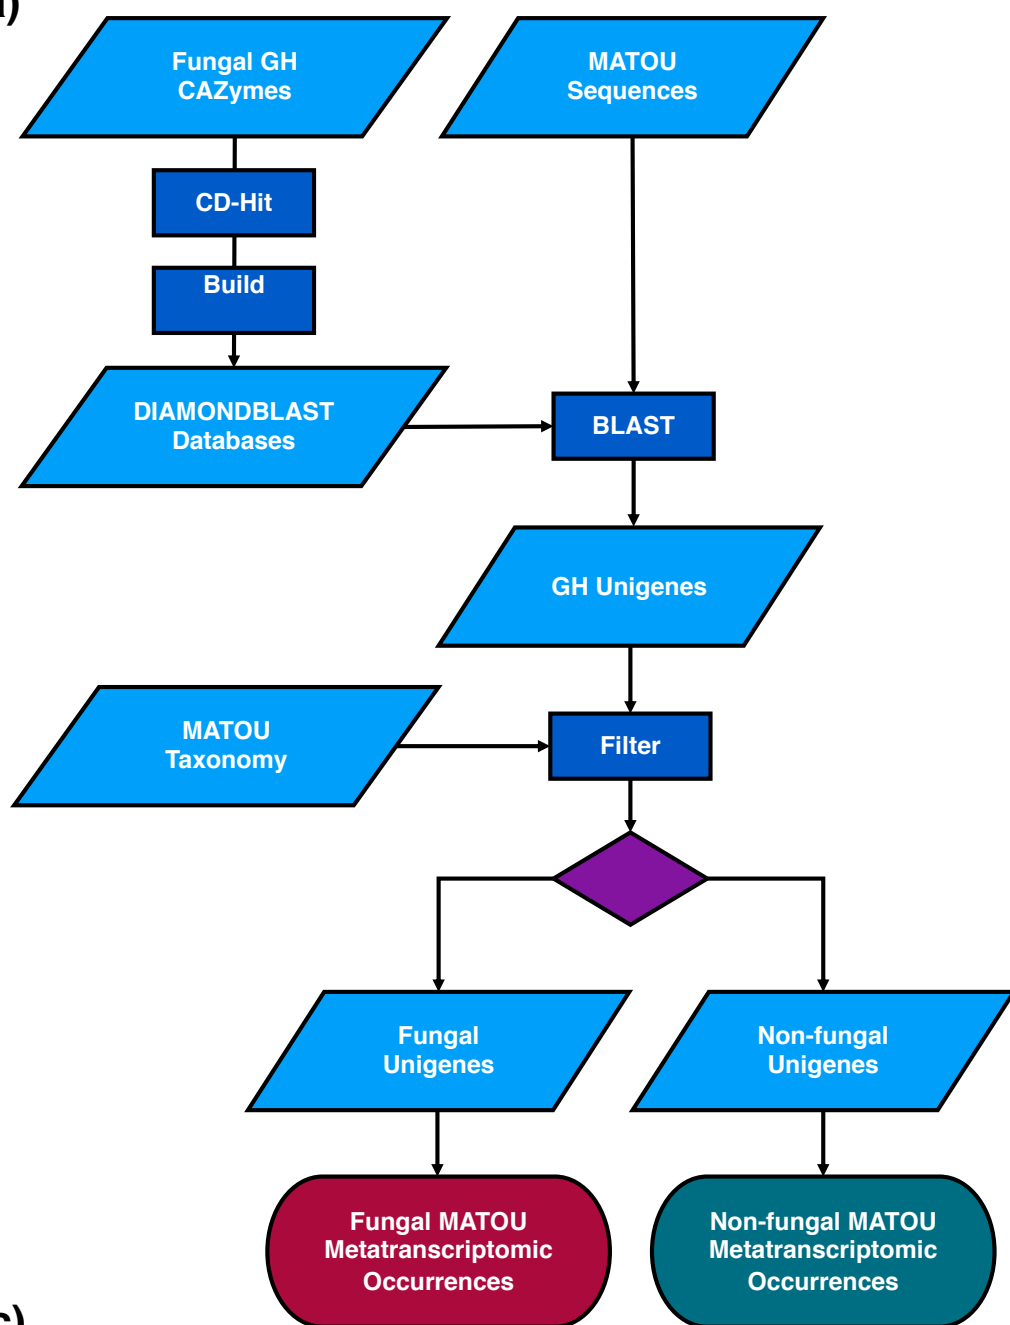 Fungal GH
CAZymes
MATOU
Sequences
CD-Hit
Build
DIAMONDBLAST
Databases
BLAST
GH Unigenes
MATOU
Taxonomy
Filter
Fungal
Unigenes
Non-fungal
Unigenes
Fungal MATOU
Metatranscriptomic
Occurrences
Non-fungal MATOU
Metatranscriptomic
Occurrences